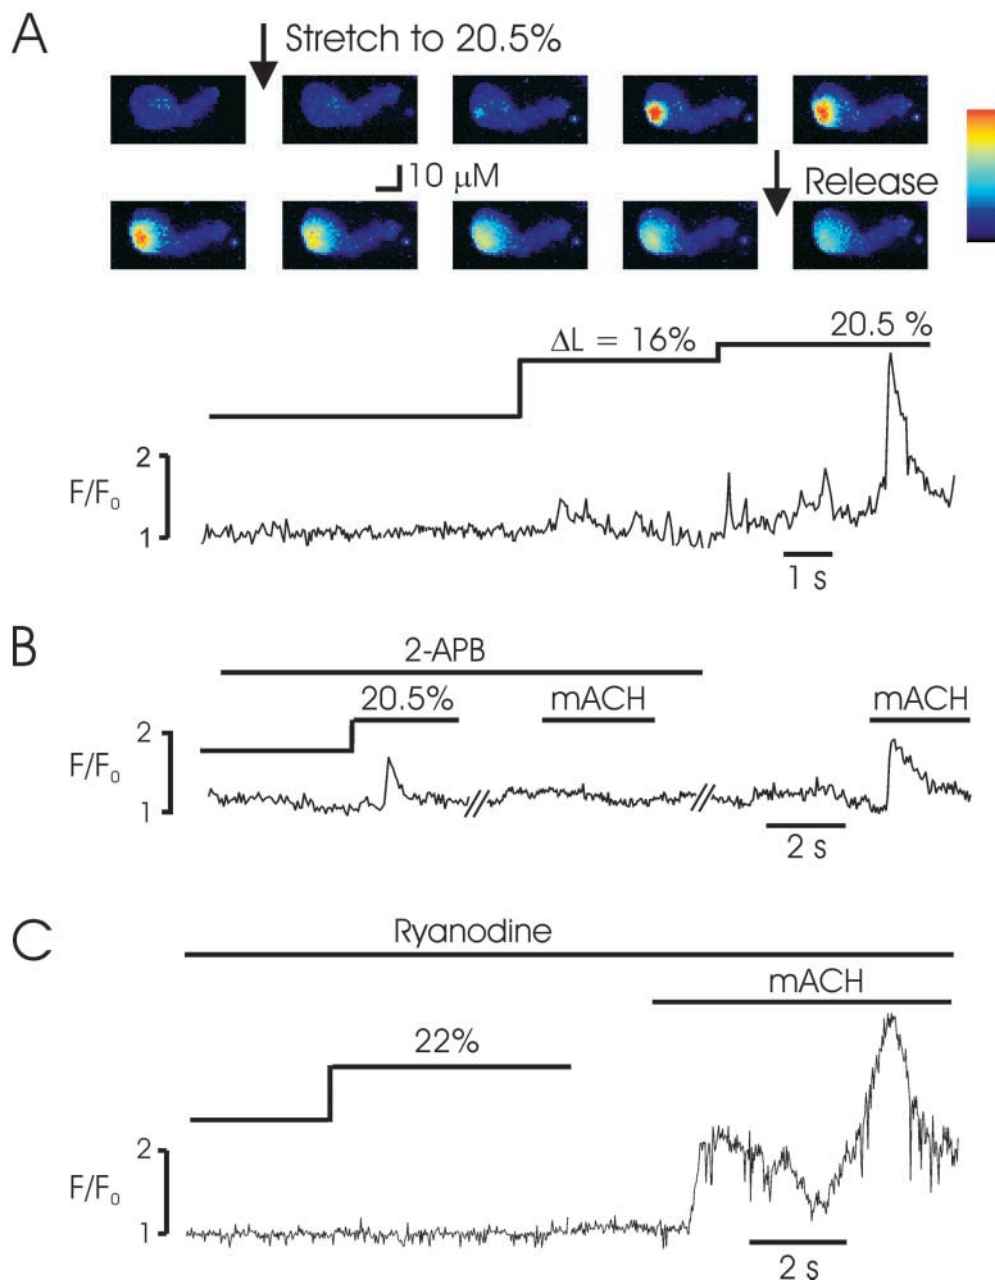 A
Stretch to 20.5%
10 μM
Release
ΔL = 16%
20.5 %
2
F/F₀
1
1 s
B
2-APB
20.5%
mACH
mACH
2
F/F₀
1
2 s
C
Ryanodine
mACH
22%
2
F/F₀
1
2 s